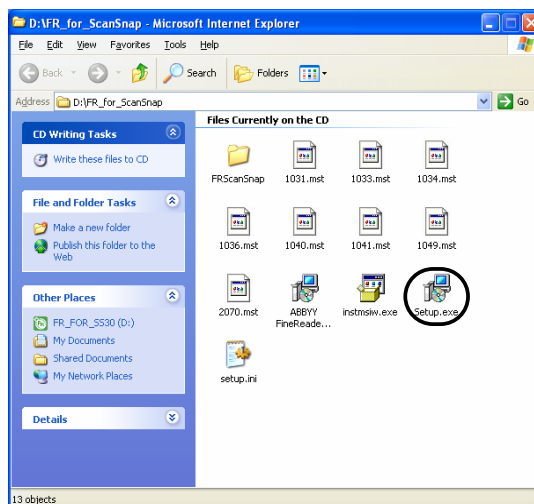 D:\FR_for_ScanSnap - Microsoft Internet Explorer
File Edit View Favorites Tools Help
Back Search Folders
Address D:\FR_for_ScanSnap Go
CD Writing Tasks
Write these files to CD
File and Folder Tasks
Make a new folder
Publish this folder to the
Web
Other Places
FR_FOR_S530 (D:)
My Documents
Shared Documents
My Network Places
Details
Files Currently on the CD
FRScanSnap 1031.mst 1033.mst 1034.mst
1036.mst 1040.mst 1041.mst 1049.mst
2070.mst ABBYY instmsiw.exe Setup.exe
FineReade...
setup.ini
13 objects